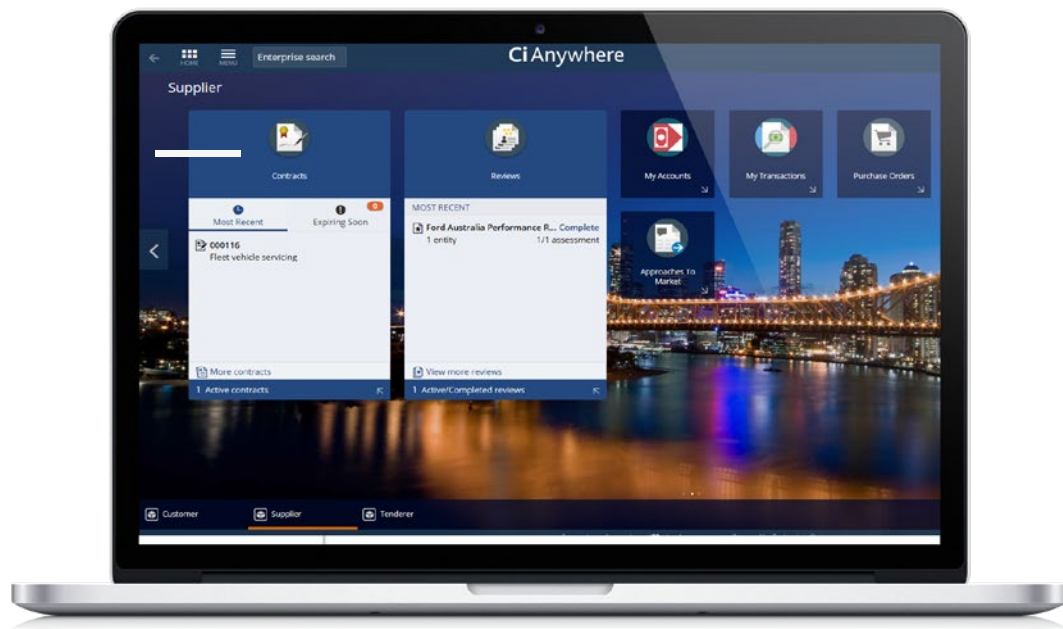 HOME
MENU
Enterprise search
Ci Anywhere
Supplier
Contracts
Reviews
My Accounts
My Transactions
Purchase Orders
Most Recent
Expiring Soon
0
000116
Fleet vehicle servicing
More contracts
1 Active contracts
MOST RECENT
Ford Australia Performance R... Complete
1 entity 1/1 assessment
View more reviews
1 Active/Completed reviews
Approaches To
Market
Customer
Supplier
Tenderer